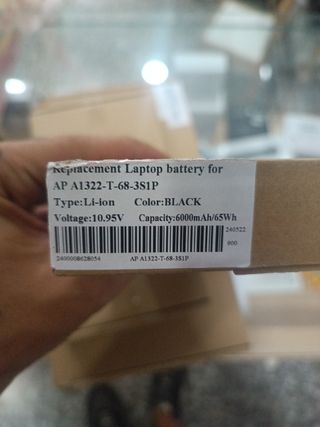 Replacement Laptop battery for
AP A1322-T-68-3S1P
Type:Li-ion Color:BLACK
Voltage:10.95V Capacity:6000mAh/65Wh
240522
800
2400008628054 AP A1322-T-68-3S1P